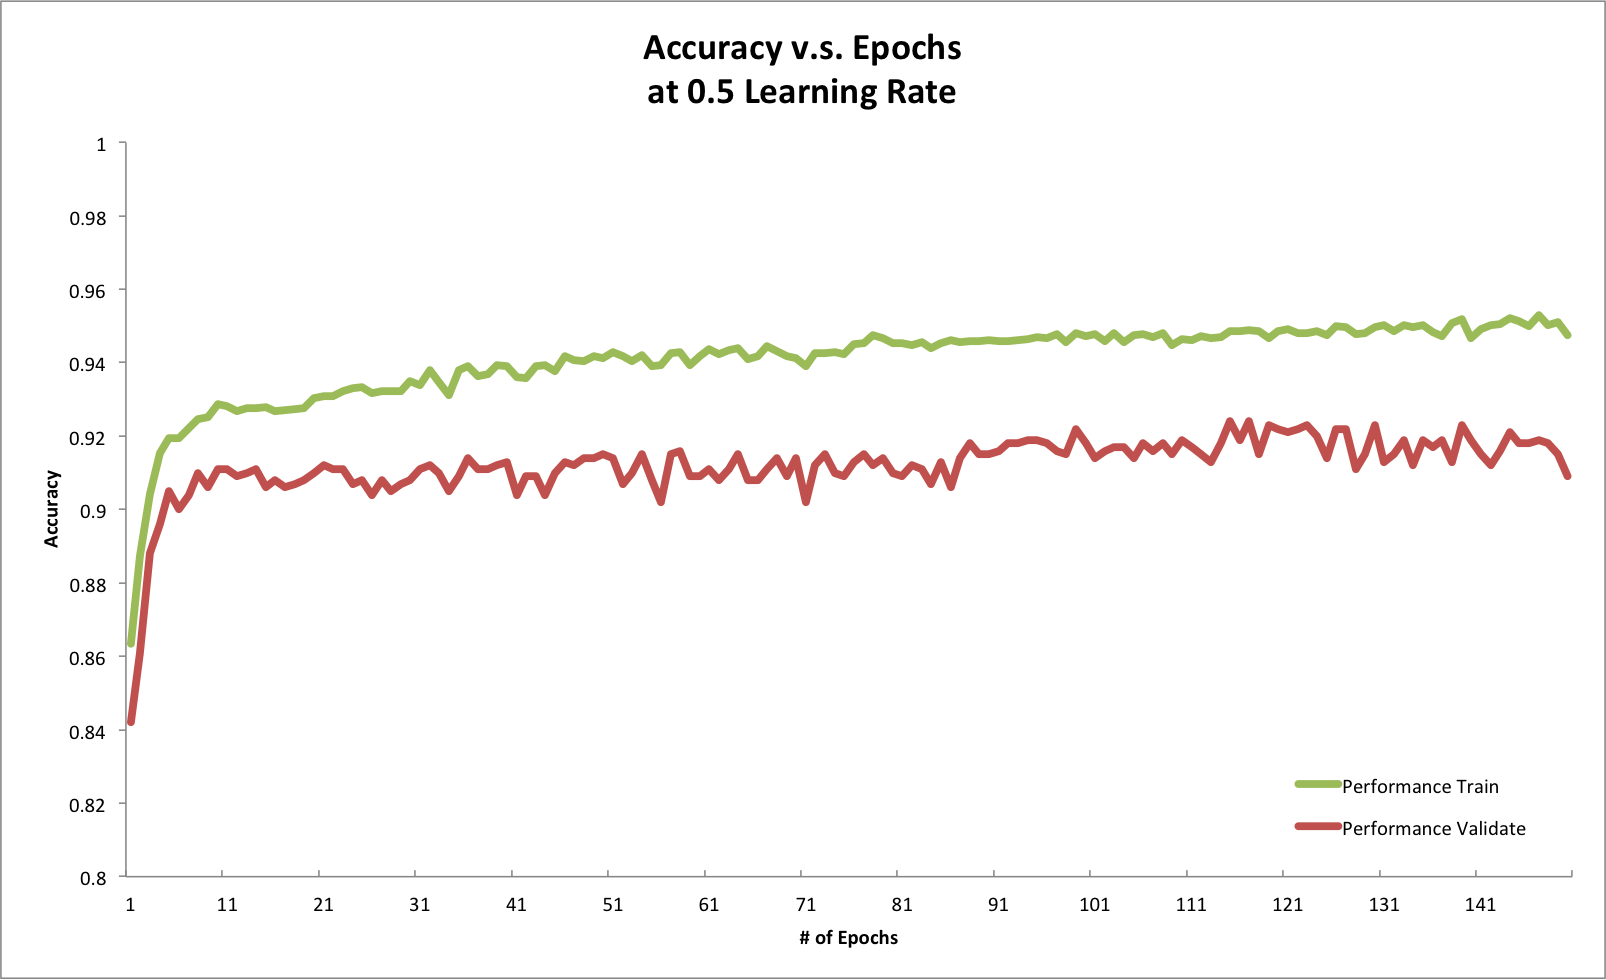 Accuracy v.s. Epochs
at 0.5 Learning Rate
1
0.98
0.96
0.94
0.92
0.9
0.88
0.86
0.84
0.82
0.8
Accuracy
Performance Train
Performance Validate
1 11 21 31 41 51 61 71 81 91 101 111 121 131 141
# of Epochs